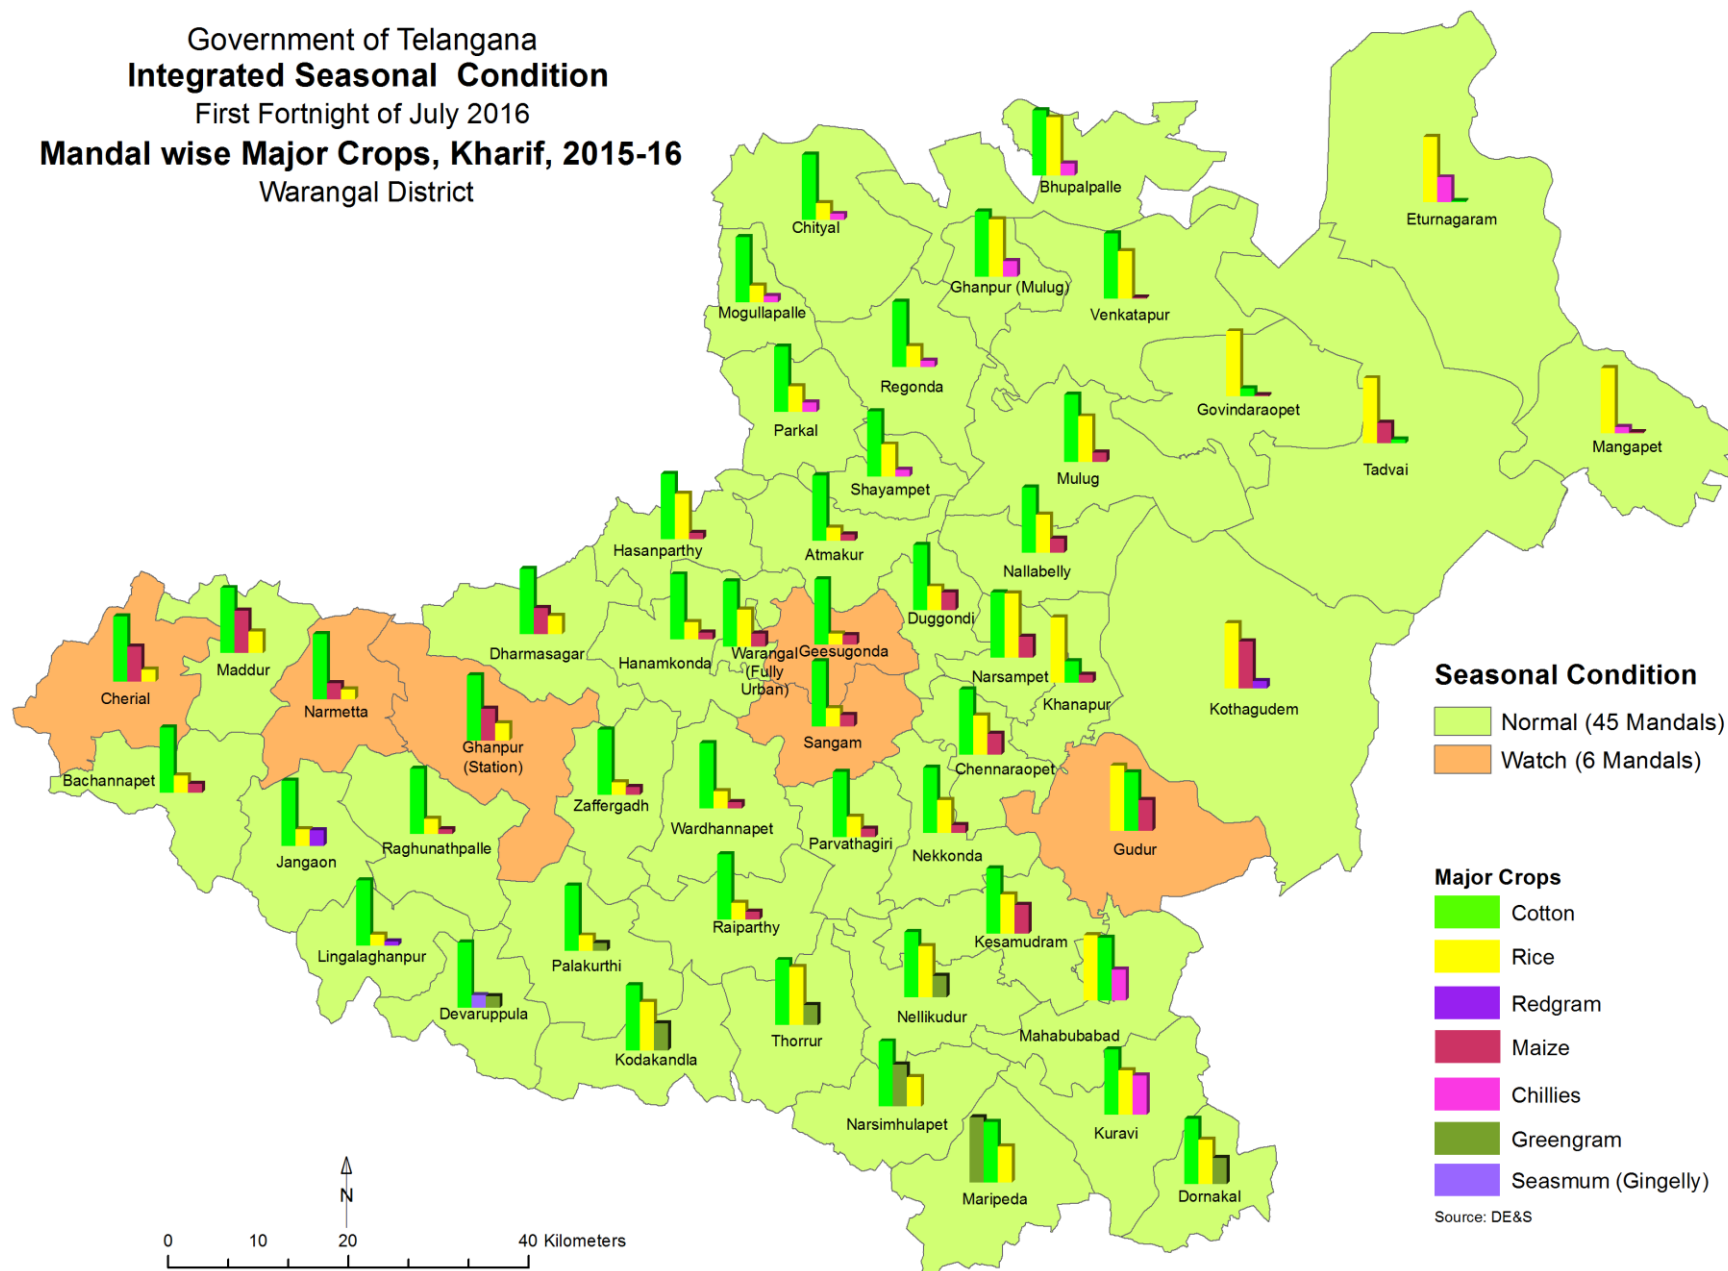 Government of Telangana
Integrated Seasonal Condition
First Fortnight of July 2016
Mandal wise Major Crops, Kharif, 2015-16
Warangal District
Bhupalpalle
Eturnagaram
Chityal
Ghanpur (Mulug)
Mogullapalle
Venkatapur
Regonda
Govindaraopet
Parkal
Mangapet
Tadvai
Mulug
Shayampet
Hasanparthy
Atmakur
Nallabelly
Duggondi
Dharmasagar
Hanamkonda
Warangal
(Fully
Urban)
Geesugonda
Maddur
Narsampet
Cherial
Khanapur
Kothagudem
Narmetta
Sangam
Ghanpur
(Station)
Chennaraopet
Bachannapet
Zaffergadh
Wardhannapet
Parvathagiri
Raghunathpalle
Nekkonda
Gudur
Jangaon
Raiparthy
Kesamudram
Lingalaghanpur
Palakurthi
Devaruppula
Nellikudur
Mahabubabad
Thorrur
Kodakandla
Narsimhulapet
Kuravi
Maripeda
Dornakal
Seasonal Condition
Normal (45 Mandals)
Watch (6 Mandals)
Major Crops
Cotton
Rice
Redgram
Maize
Chillies
Greengram
Seasmum (Gingelly)
Source: DE&S
N
0 10 20 40 Kilometers